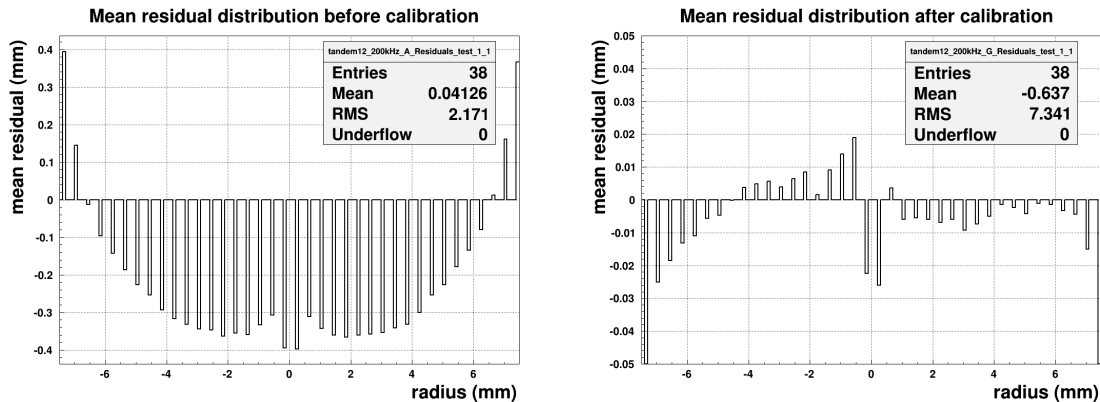 Mean residual distribution before calibration
mean residual (mm)
0.4
0.3
0.2
0.1
0
-0.1
-0.2
-0.3
-0.4
tandem12_200kHz_A_Residuals_test_1_1
Entries 38
Mean 0.04126
RMS 2.171
Underflow 0
-6 -4 -2 0 2 4 6
radius (mm)
Mean residual distribution after calibration
mean residual (mm)
0.05
0.04
0.03
0.02
0.01
0
-0.01
-0.02
-0.03
-0.04
-0.05
tandem12_200kHz_G_Residuals_test_1_1
Entries 38
Mean -0.637
RMS 7.341
Underflow 0
-6 -4 -2 0 2 4 6
radius (mm)